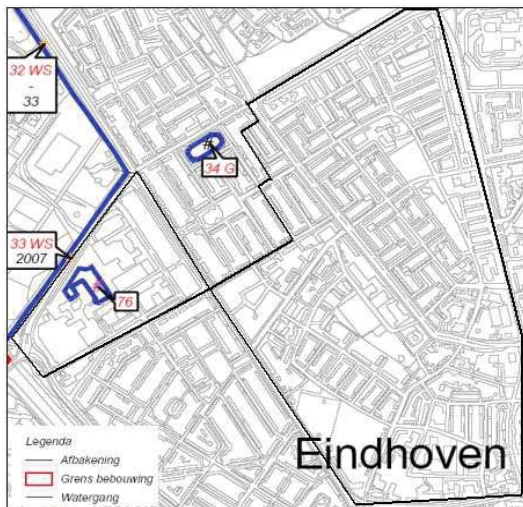 32 WS
-
33
34 G
33 WS
2007
76
Eindhoven
Legenda
Afbakening
Grens bebouwing
Watergang